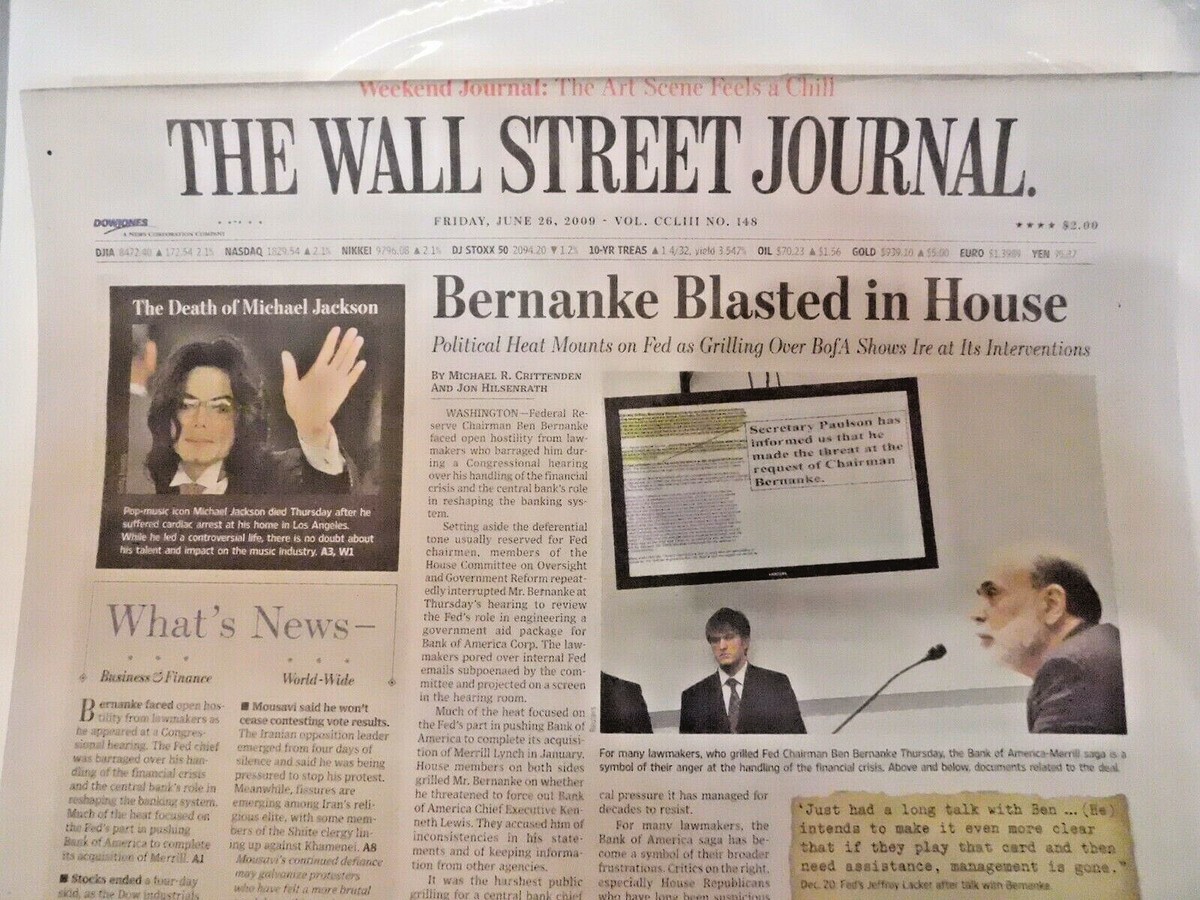 Weekend Journal: The Art Scene Feels a Chill
THE WALL STREET JOURNAL.
DOWJONES
A NEWS CORPORATION COMPANY
FRIDAY, JUNE 26, 2009 - VOL. CCLIII NO. 148
★★★★ $2.00
DJIA 8472.40 ▲ 172.54 2.1% NASDAQ 1829.54 ▲ 2.1% NIKKEI 9796.08 ▲ 2.1% DJ STOXX 50 2094.20 ▼ 1.2% 10-YR TREAS ▲ 1 4/32, yield 3.547% OIL $70.23 ▲ $1.56 GOLD $939.10 ▲ $5.00 EURO YEN
The Death of Michael Jackson
Pop-music icon Michael Jackson died Thursday after he
suffered cardiac arrest at his home in Los Angeles.
While he led a controversial life, there is no doubt about
his talent and impact on the music industry. A3, W1
What's News—
Business & Finance
Bernanke faced open hos-
tility from lawmakers as
he appeared at a Congres-
sional hearing. The Fed chief
was barraged over his han-
dling of the financial crisis
and the central bank's role in
reshaping the banking system.
Much of the heat focused on
the Fed's part in pushing
Bank of America to complete
its acquisition of Merrill. A1
■ Stocks ended a four-day
skid, as the Dow industrials
World-Wide
■ Mousavi said he won't
cease contesting vote results.
The Iranian opposition leader
emerged from four days of
silence and said he was being
pressured to stop his protest.
Meanwhile, fissures are
emerging among Iran's reli-
gious elite, with some mem-
bers of the Shiite clergy lin-
ing up against Khamenei. A8
Mousavi's continued defiance
may galvanize protesters
who have felt a more brutal
Bernanke Blasted in House
Political Heat Mounts on Fed as Grilling Over BofA Shows Ire at Its Interventions
BY MICHAEL R. CRITTENDEN
AND JON HILSENRATH
WASHINGTON—Federal Re-
serve Chairman Ben Bernanke
faced open hostility from law-
makers who barraged him dur-
ing a Congressional hearing
over his handling of the financial
crisis and the central bank's role
in reshaping the banking sys-
tem.
Setting aside the deferential
tone usually reserved for Fed
chairmen, members of the
House Committee on Oversight
and Government Reform repeat-
edly interrupted Mr. Bernanke at
Thursday's hearing to review
the Fed's role in engineering a
government aid package for
Bank of America Corp. The law-
makers pored over internal Fed
emails subpoenaed by the com-
mittee and projected on a screen
in the hearing room.
Much of the heat focused on
the Fed's part in pushing Bank of
America to complete its acquisi-
tion of Merrill Lynch in January.
House members on both sides
grilled Mr. Bernanke on whether
he threatened to force out Bank
of America Chief Executive Ken-
neth Lewis. They accused him of
inconsistencies in his state-
ments and of keeping informa-
tion from other agencies.
It was the harshest public
grilling for a central bank chief
Secretary Paulson has
informed us that he
made the threat at the
request of Chairman
Bernanke.
For many lawmakers, who grilled Fed Chairman Ben Bernanke Thursday, the Bank of America-Merrill saga is a
symbol of their anger at the handling of the financial crisis. Above and below, documents related to the deal.
cal pressure it has managed for
decades to resist.
For many lawmakers, the
Bank of America saga has be-
come a symbol of their broader
frustrations. Critics on the right,
especially House Republicans
who have long been suspicious
'Just had a long talk with Ben ... (He)
intends to make it even more clear
that if they play that card and then
need assistance, management is gone."
Dec. 20: Fed's Jeffrey Lacker after talk with Bernanke.